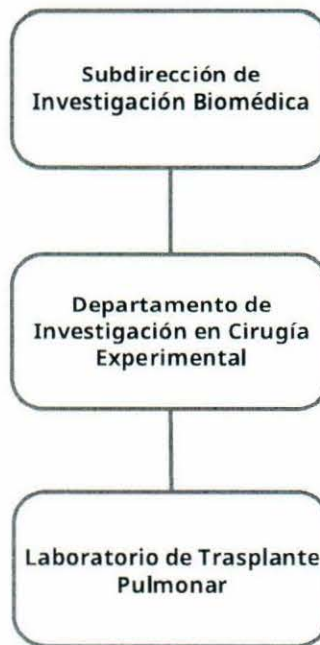 Subdirección de
Investigación Biomédica
Departamento de
Investigación en Cirugía
Experimental
Laboratorio de Trasplante
Pulmonar